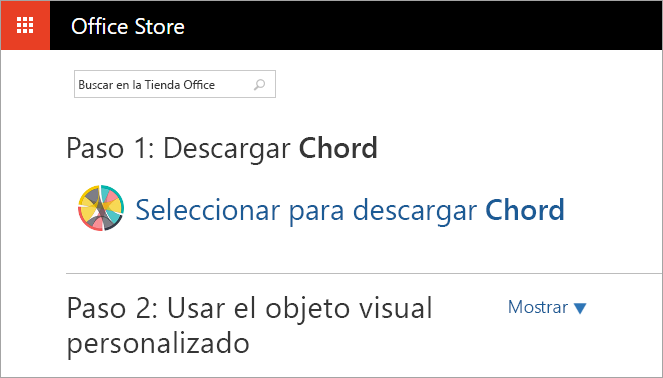 Office Store
Buscar en la Tienda Office
Paso 1: Descargar Chord
Seleccionar para descargar Chord
Paso 2: Usar el objeto visual
personalizado
Mostrar